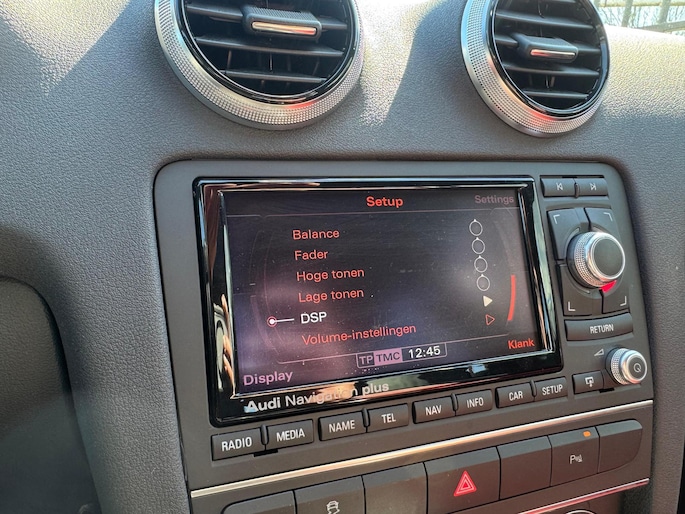 Setup
Settings
Balance
Fader
Hoge tonen
Lage tonen
DSP
Volume-instellingen
TP TMC 12:45
Klank
Display
Audi Navigation plus
RETURN
RADIO MEDIA NAME TEL NAV INFO CAR SETUP